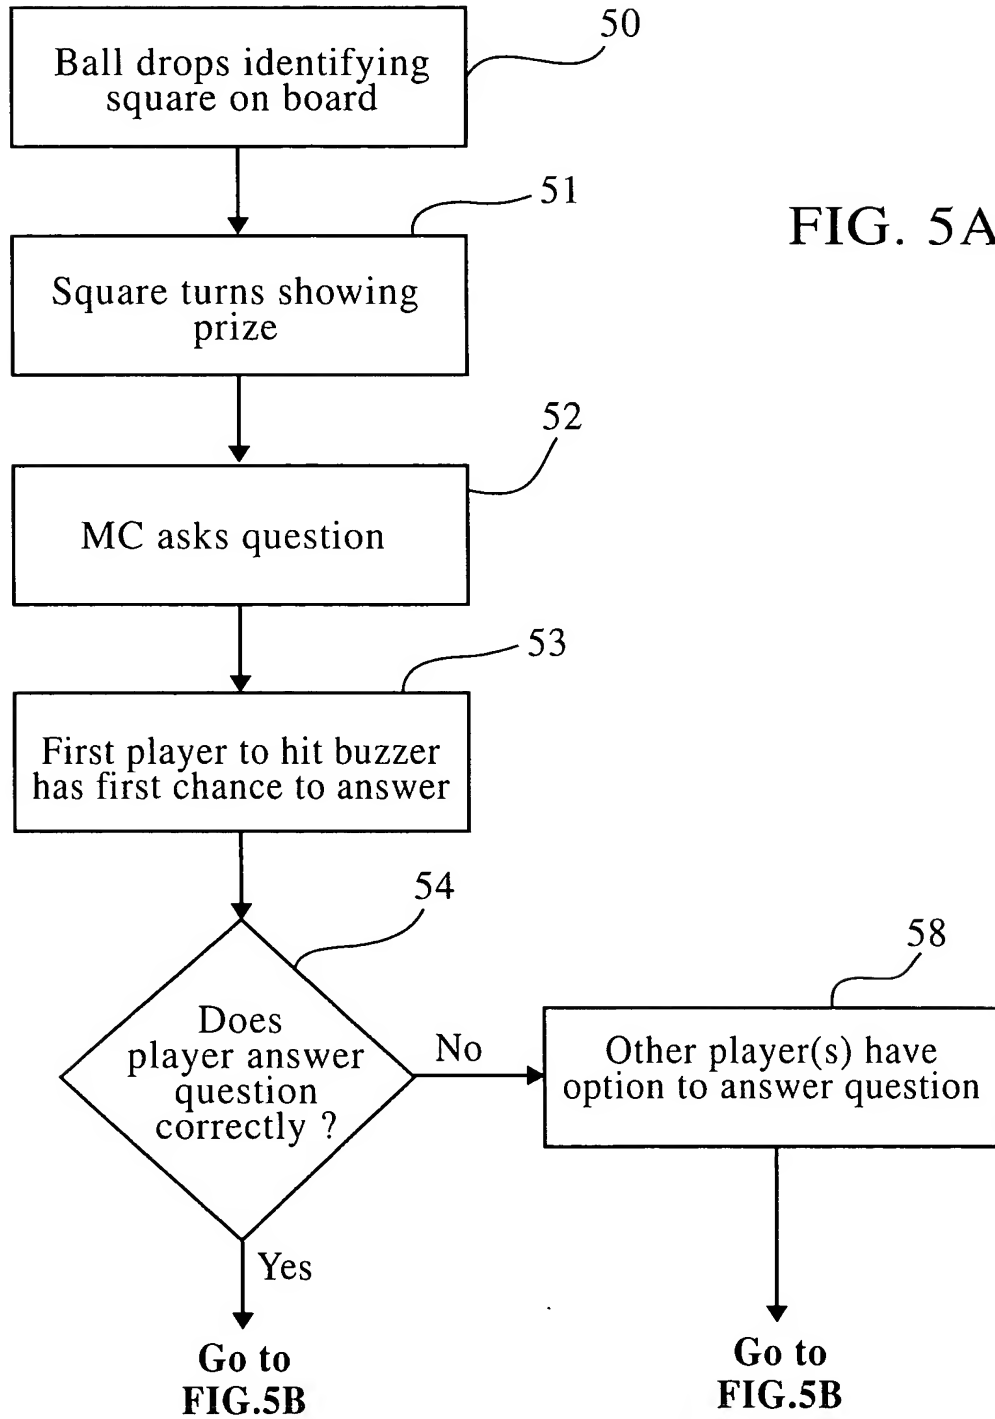 50
Ball drops identifying
square on board
51
FIG. 5A
Square turns showing
prize
52
MC asks question
53
First player to hit buzzer
has first chance to answer
54
58
Does
player answer
question
correctly ?
No
Other player(s) have
option to answer question
Yes
Go to
FIG.5B
Go to
FIG.5B